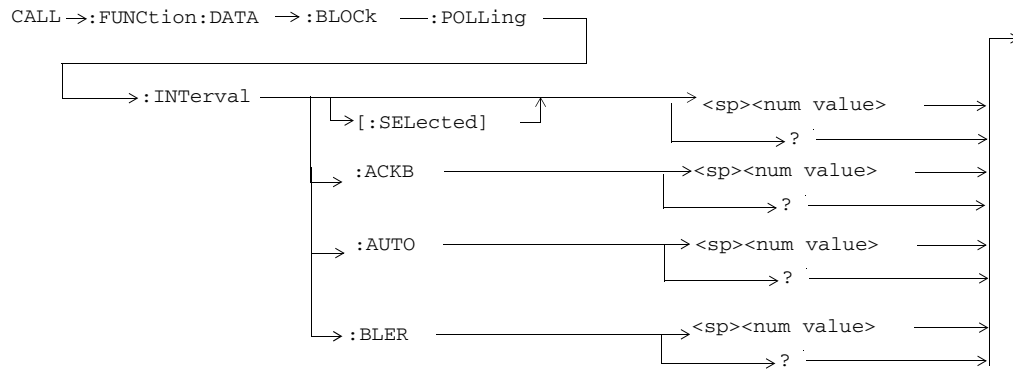 CALL :FUNCtion:DATA :BLOCk :POLLing
:INTerval <sp><num value>
[:SELected] ?
:ACKB <sp><num value>
?
:AUTO <sp><num value>
?
:BLER <sp><num value>
?